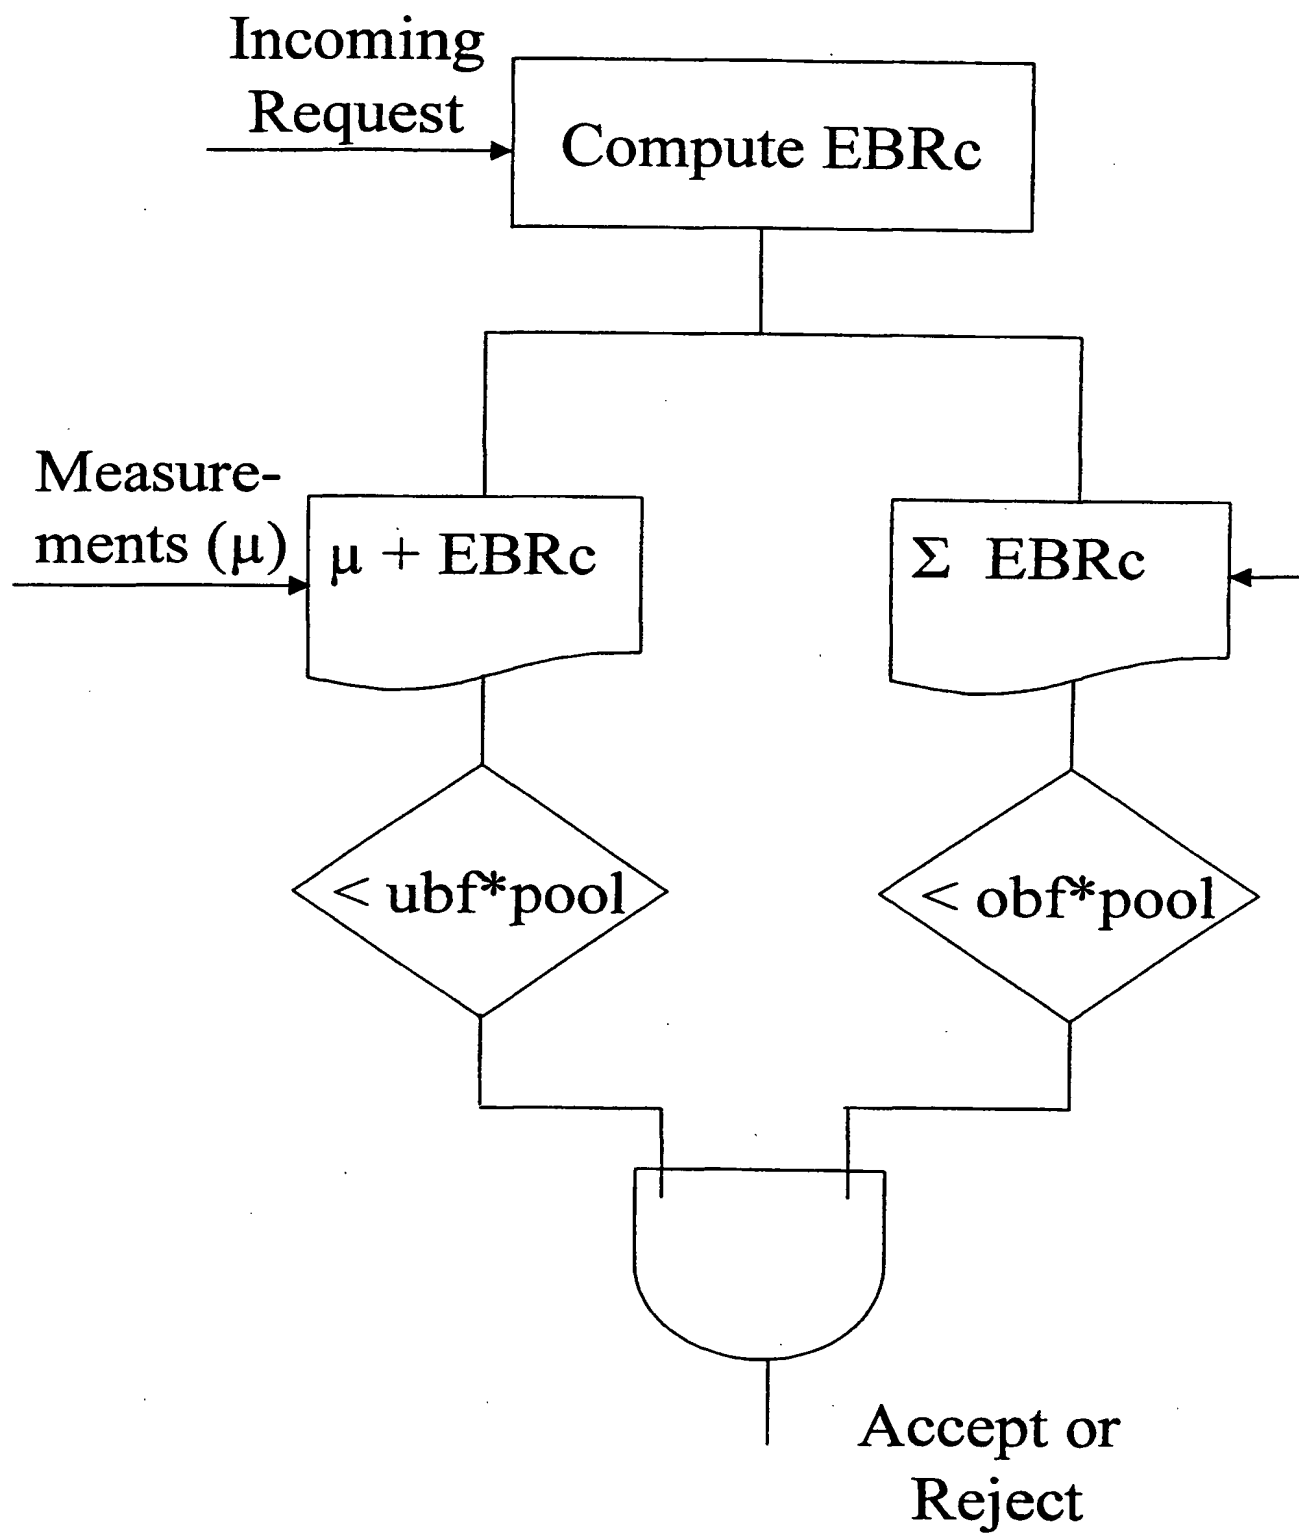 Incoming
Request
Compute EBRc
Measure-
ments (μ)
μ + EBRc
Σ EBRc
< ubf*pool
< obf*pool
Accept or
Reject